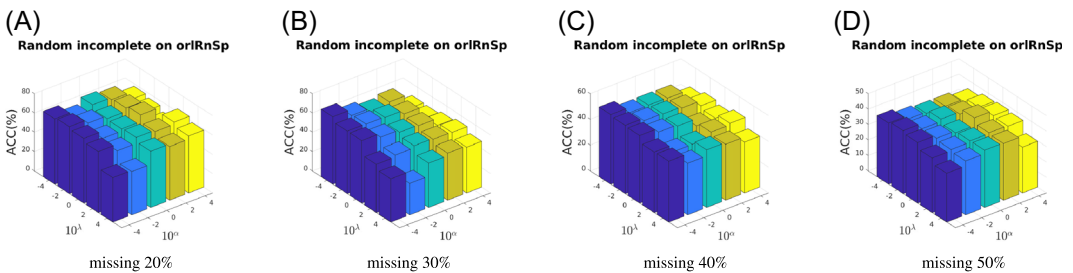 (A)
Random incomplete on orlRnSp
ACC(%)
80
60
40
20
0
-4
-2
0
2
4
10^λ
-4
-2
0
2
4
10^α
missing 20%
(B)
Random incomplete on orlRnSp
ACC(%)
80
60
40
20
0
-4
-2
0
2
4
10^λ
-4
-2
0
2
4
10^α
missing 30%
(C)
Random incomplete on orlRnSp
ACC(%)
60
40
20
0
-4
-2
0
2
4
10^λ
-4
-2
0
2
4
10^α
missing 40%
(D)
Random incomplete on orlRnSp
ACC(%)
50
40
30
20
10
0
-4
-2
0
2
4
10^λ
-4
-2
0
2
4
10^α
missing 50%